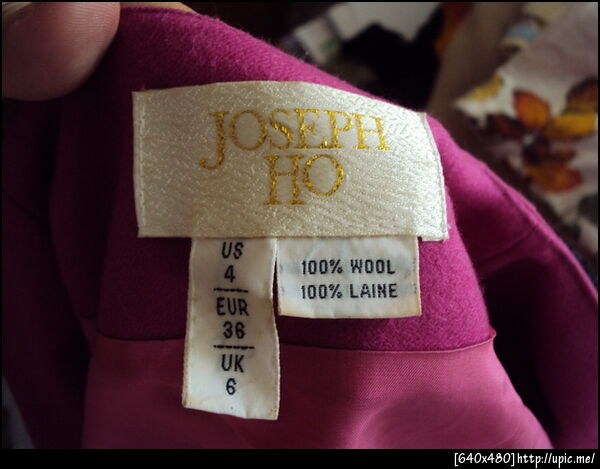 JOSEPH
HO
US
4
EUR
36
UK
6
100% WOOL
100% LAINE
[640x480]http://upic.me/